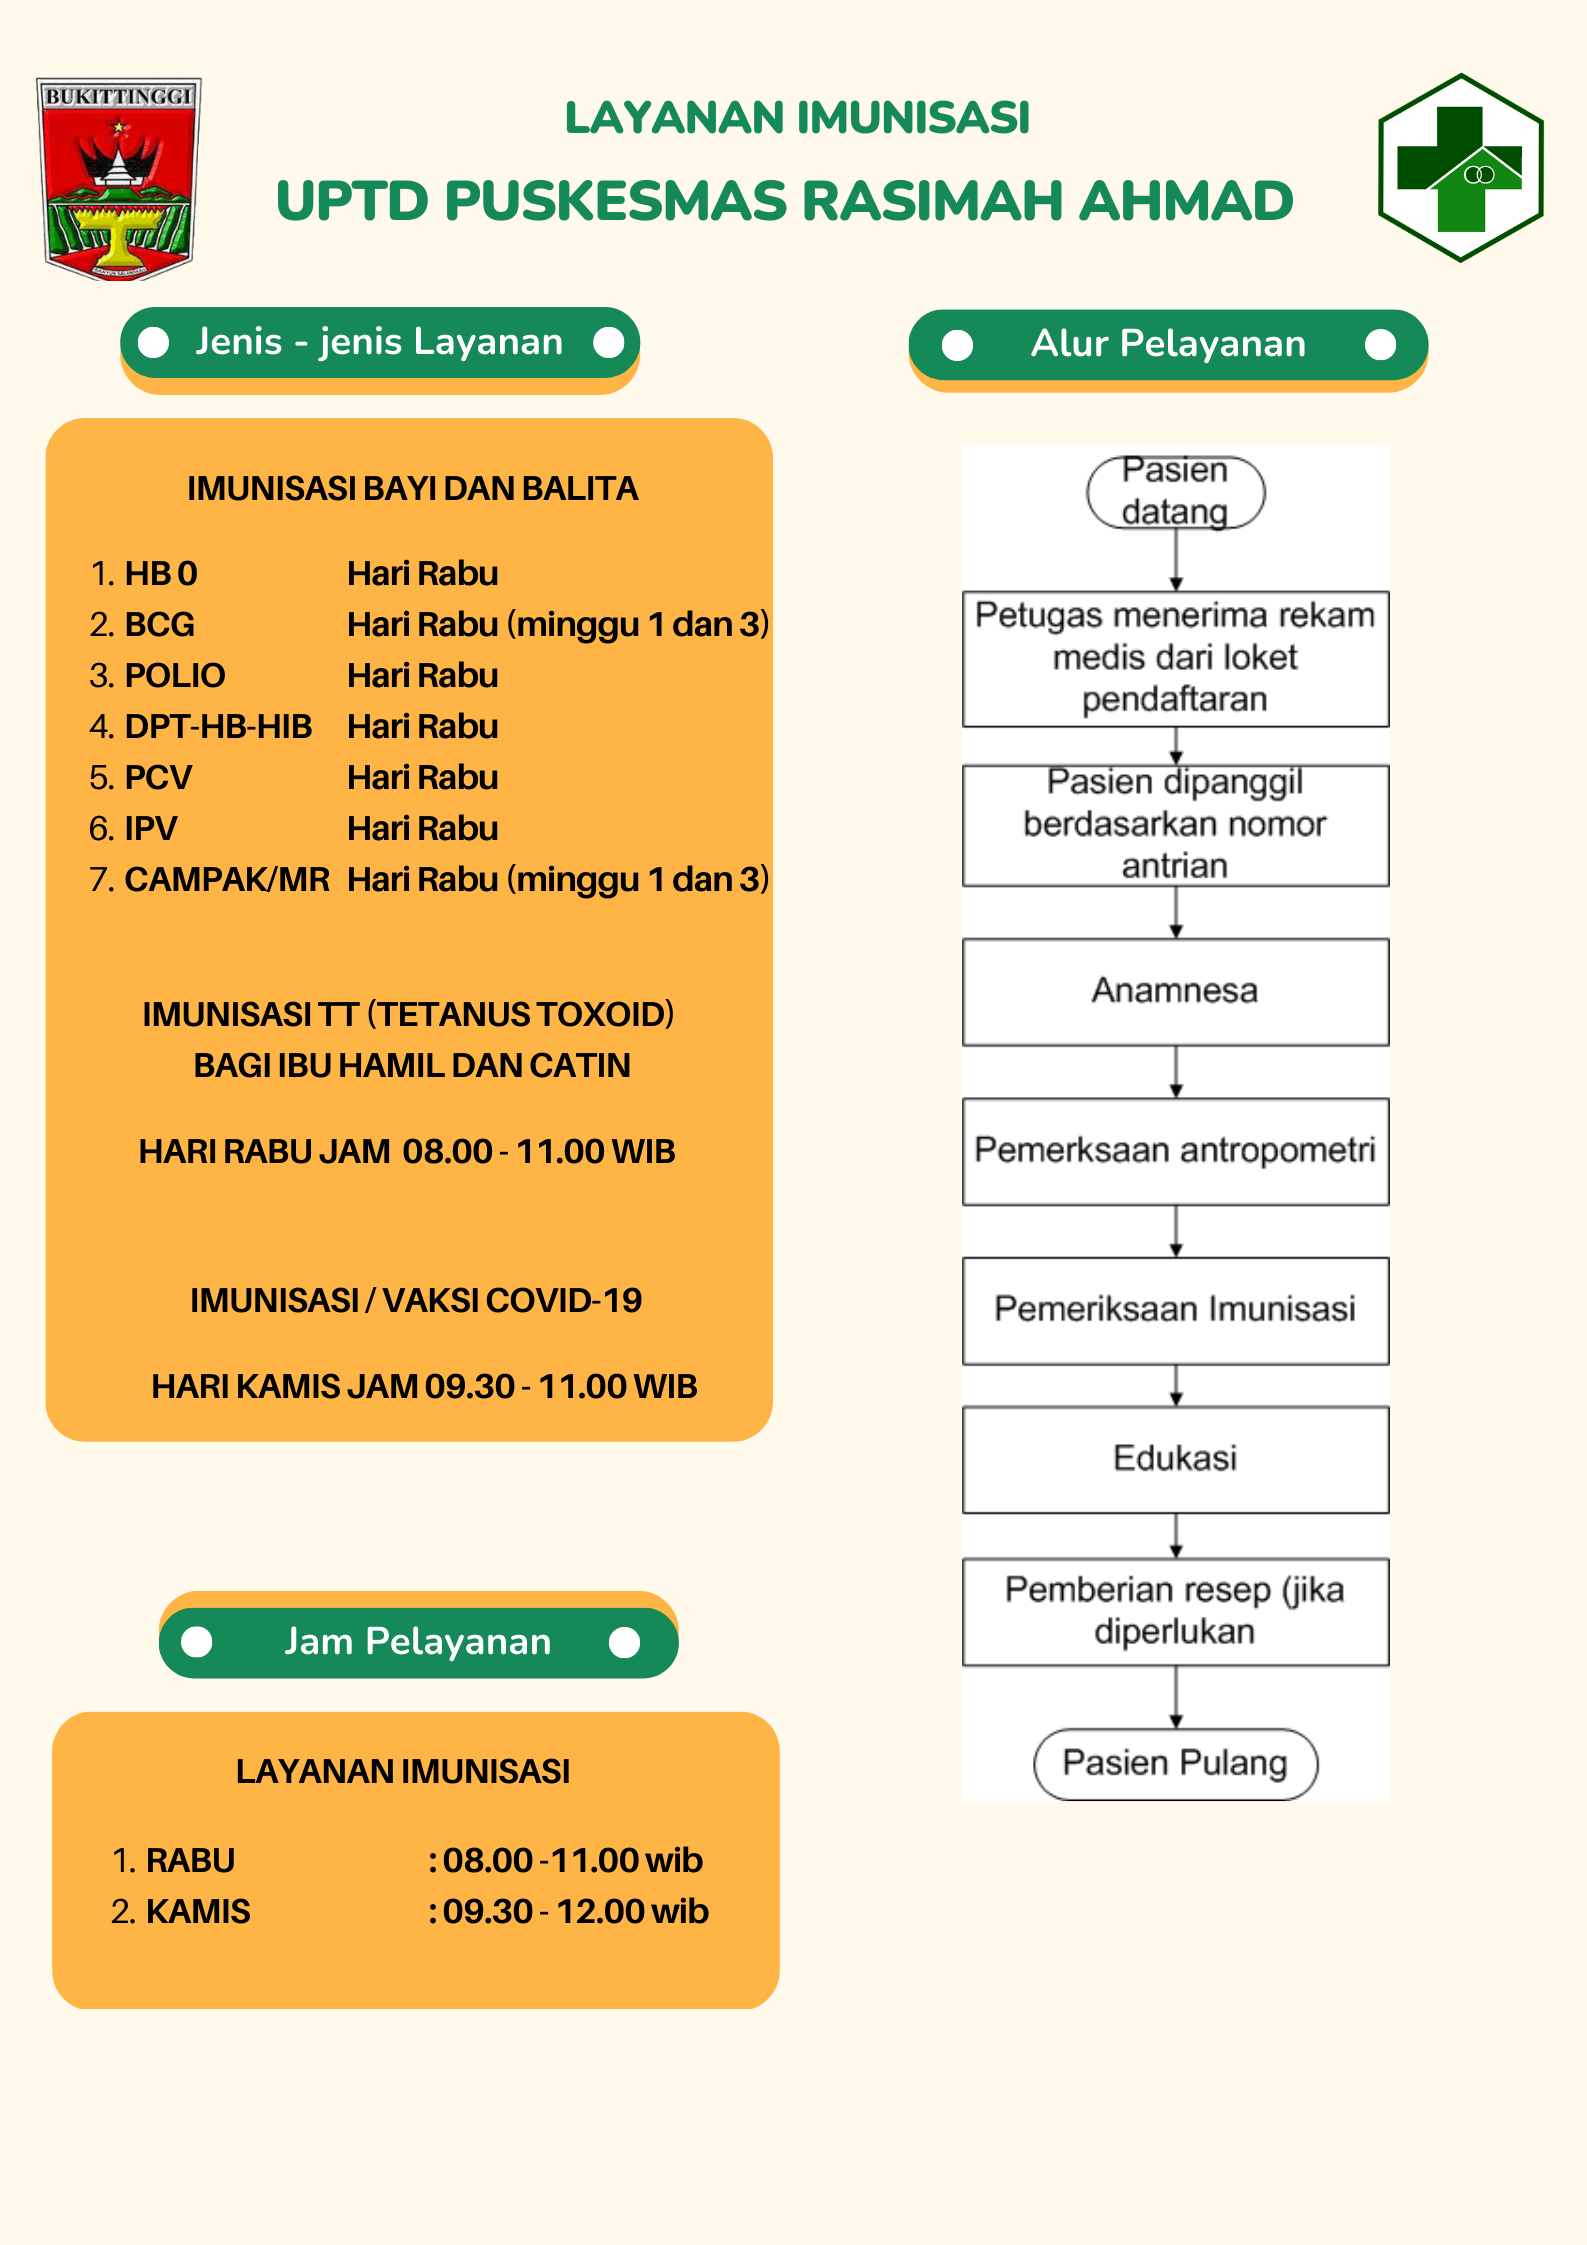 BUKITTINGGI
LAYANAN IMUNISASI
UPTD PUSKESMAS RASIMAH AHMAD
Jenis - jenis Layanan
IMUNISASI BAYI DAN BALITA
1. HB 0 Hari Rabu
2. BCG Hari Rabu (minggu 1 dan 3)
3. POLIO Hari Rabu
4. DPT-HB-HIB Hari Rabu
5. PCV Hari Rabu
6. IPV Hari Rabu
7. CAMPAK/MR Hari Rabu (minggu 1 dan 3)
IMUNISASI TT (TETANUS TOXOID)
BAGI IBU HAMIL DAN CATIN
HARI RABU JAM 08.00 - 11.00 WIB
IMUNISASI / VAKSI COVID-19
HARI KAMIS JAM 09.30 - 11.00 WIB
Jam Pelayanan
LAYANAN IMUNISASI
1. RABU : 08.00 -11.00 wib
2. KAMIS : 09.30 - 12.00 wib
Alur Pelayanan
Pasien
datang
Petugas menerima rekam
medis dari loket
pendaftaran
Pasien dipanggil
berdasarkan nomor
antrian
Anamnesa
Pemerksaan antropometri
Pemeriksaan Imunisasi
Edukasi
Pemberian resep (jika
diperlukan
Pasien Pulang